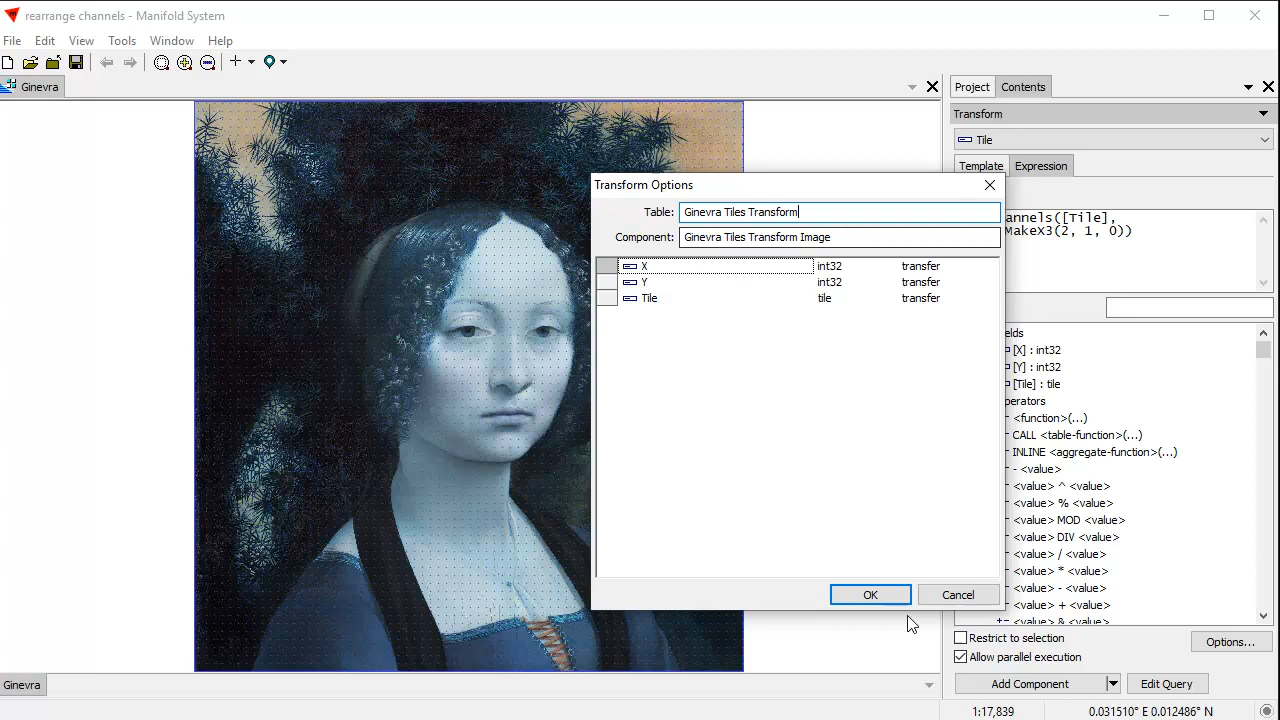 rearrange channels - Manifold System
File Edit View Tools Window Help
Ginevra
Project Contents
Transform
Tile
Template Expression
Transform Options
Table: Ginevra Tiles Transform
Component: Ginevra Tiles Transform Image
X int32 transfer
Y int32 transfer
Tile tile transfer
OK Cancel
annels([Tile],
MakeX3(2, 1, 0))
elds
[X] : int32
[Y] : int32
[Tile] : tile
perators
<function>(...)
CALL <table-function>(...)
INLINE <aggregate-function>(...)
- <value>
<value> ^ <value>
<value> % <value>
<value> MOD <value>
<value> DIV <value>
<value> / <value>
<value> * <value>
<value> - <value>
<value> + <value>
<value> & <value>
Restrict to selection
Options...
Allow parallel execution
Add Component Edit Query
Ginevra
1:17,839 0.031510° E 0.012486° N